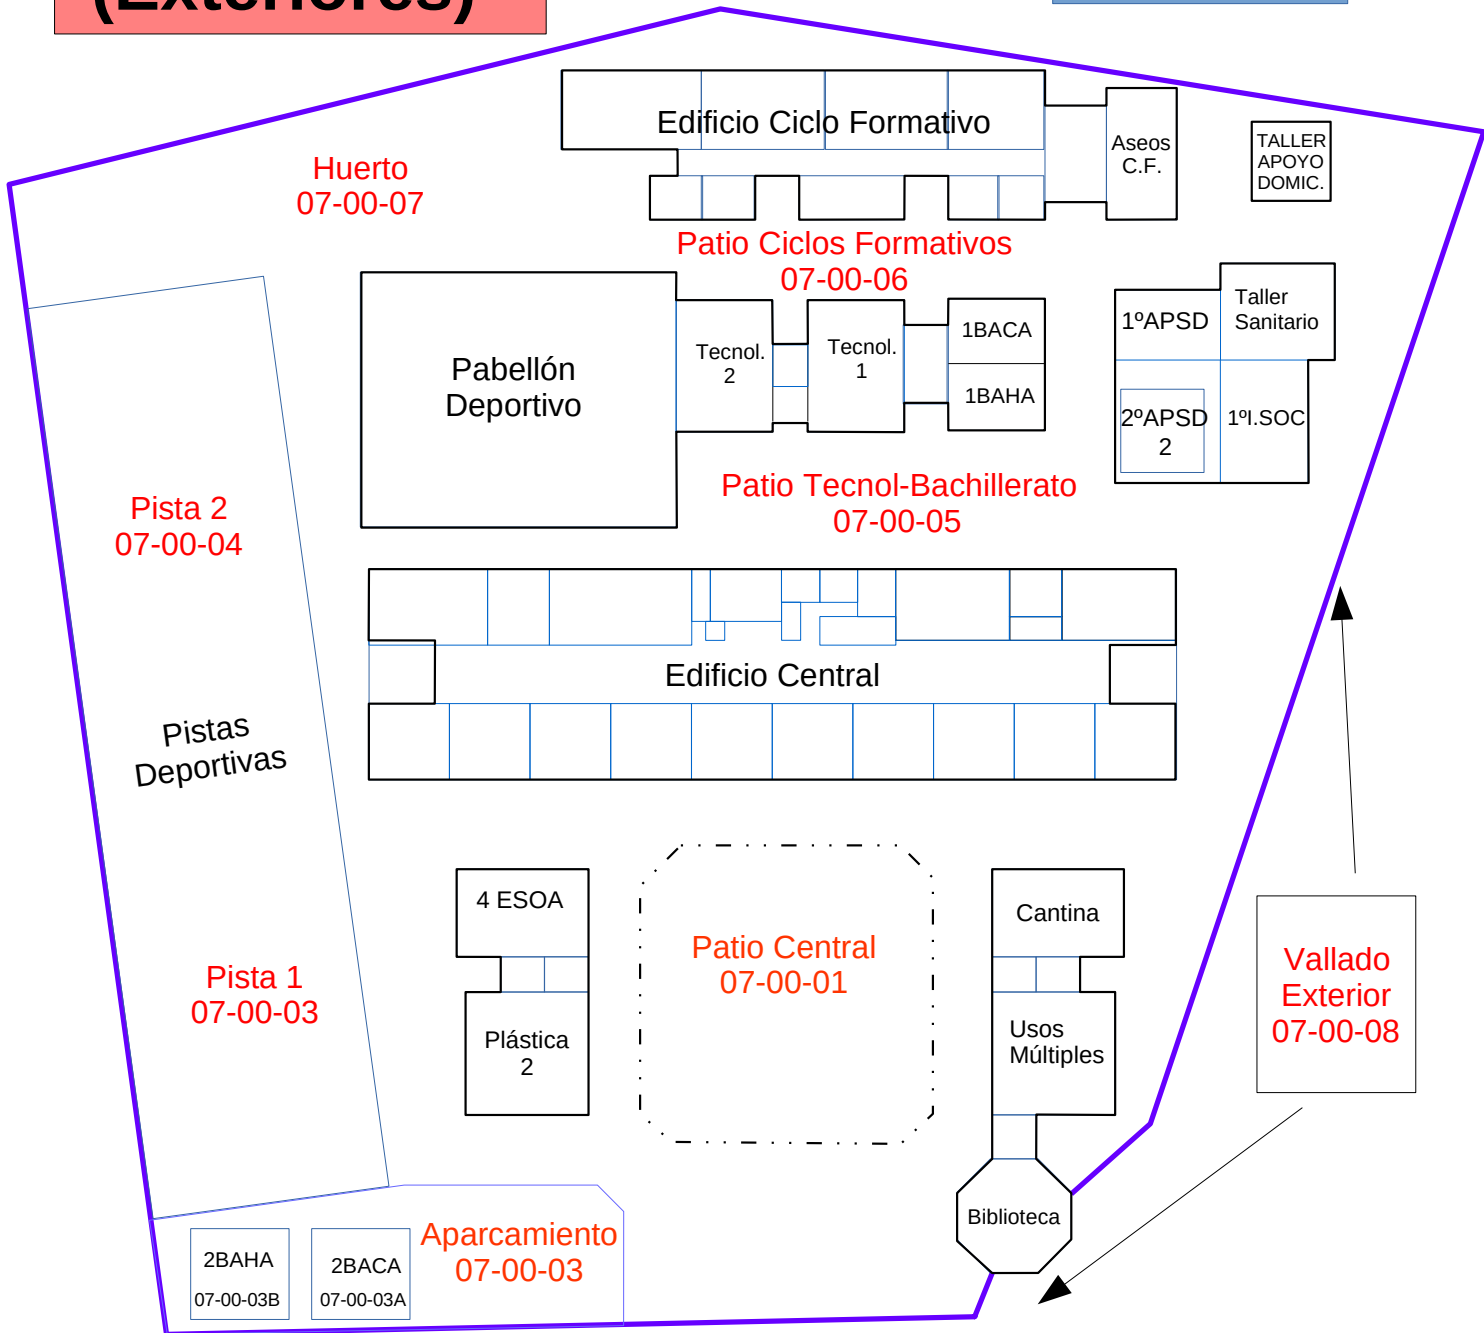 (Exteriores)
Edificio Ciclo Formativo
Aseos
C.F.
TALLER
APOYO
DOMIC.
Huerto
07-00-07
Patio Ciclos Formativos
07-00-06
Pabellón
Deportivo
Tecnol.
2
Tecnol.
1
1BACA
1BAHA
1ºAPSD
Taller
Sanitario
2ºAPSD
2
1ºI.SOC
Pista 2
07-00-04
Patio Tecnol-Bachillerato
07-00-05
Edificio Central
Pistas
Deportivas
4 ESOA
Patio Central
07-00-01
Cantina
Pista 1
07-00-03
Plástica
2
Usos
Múltiples
Vallado
Exterior
07-00-08
Biblioteca
Aparcamiento
07-00-03
2BAHA
07-00-03B
2BACA
07-00-03A